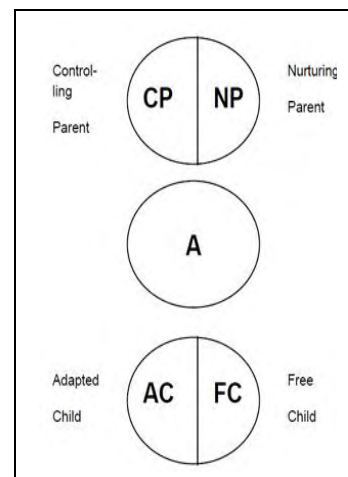 Control-
ling
Parent
CP
NP
Nurturing
Parent
A
Adapted
Child
AC
FC
Free
Child